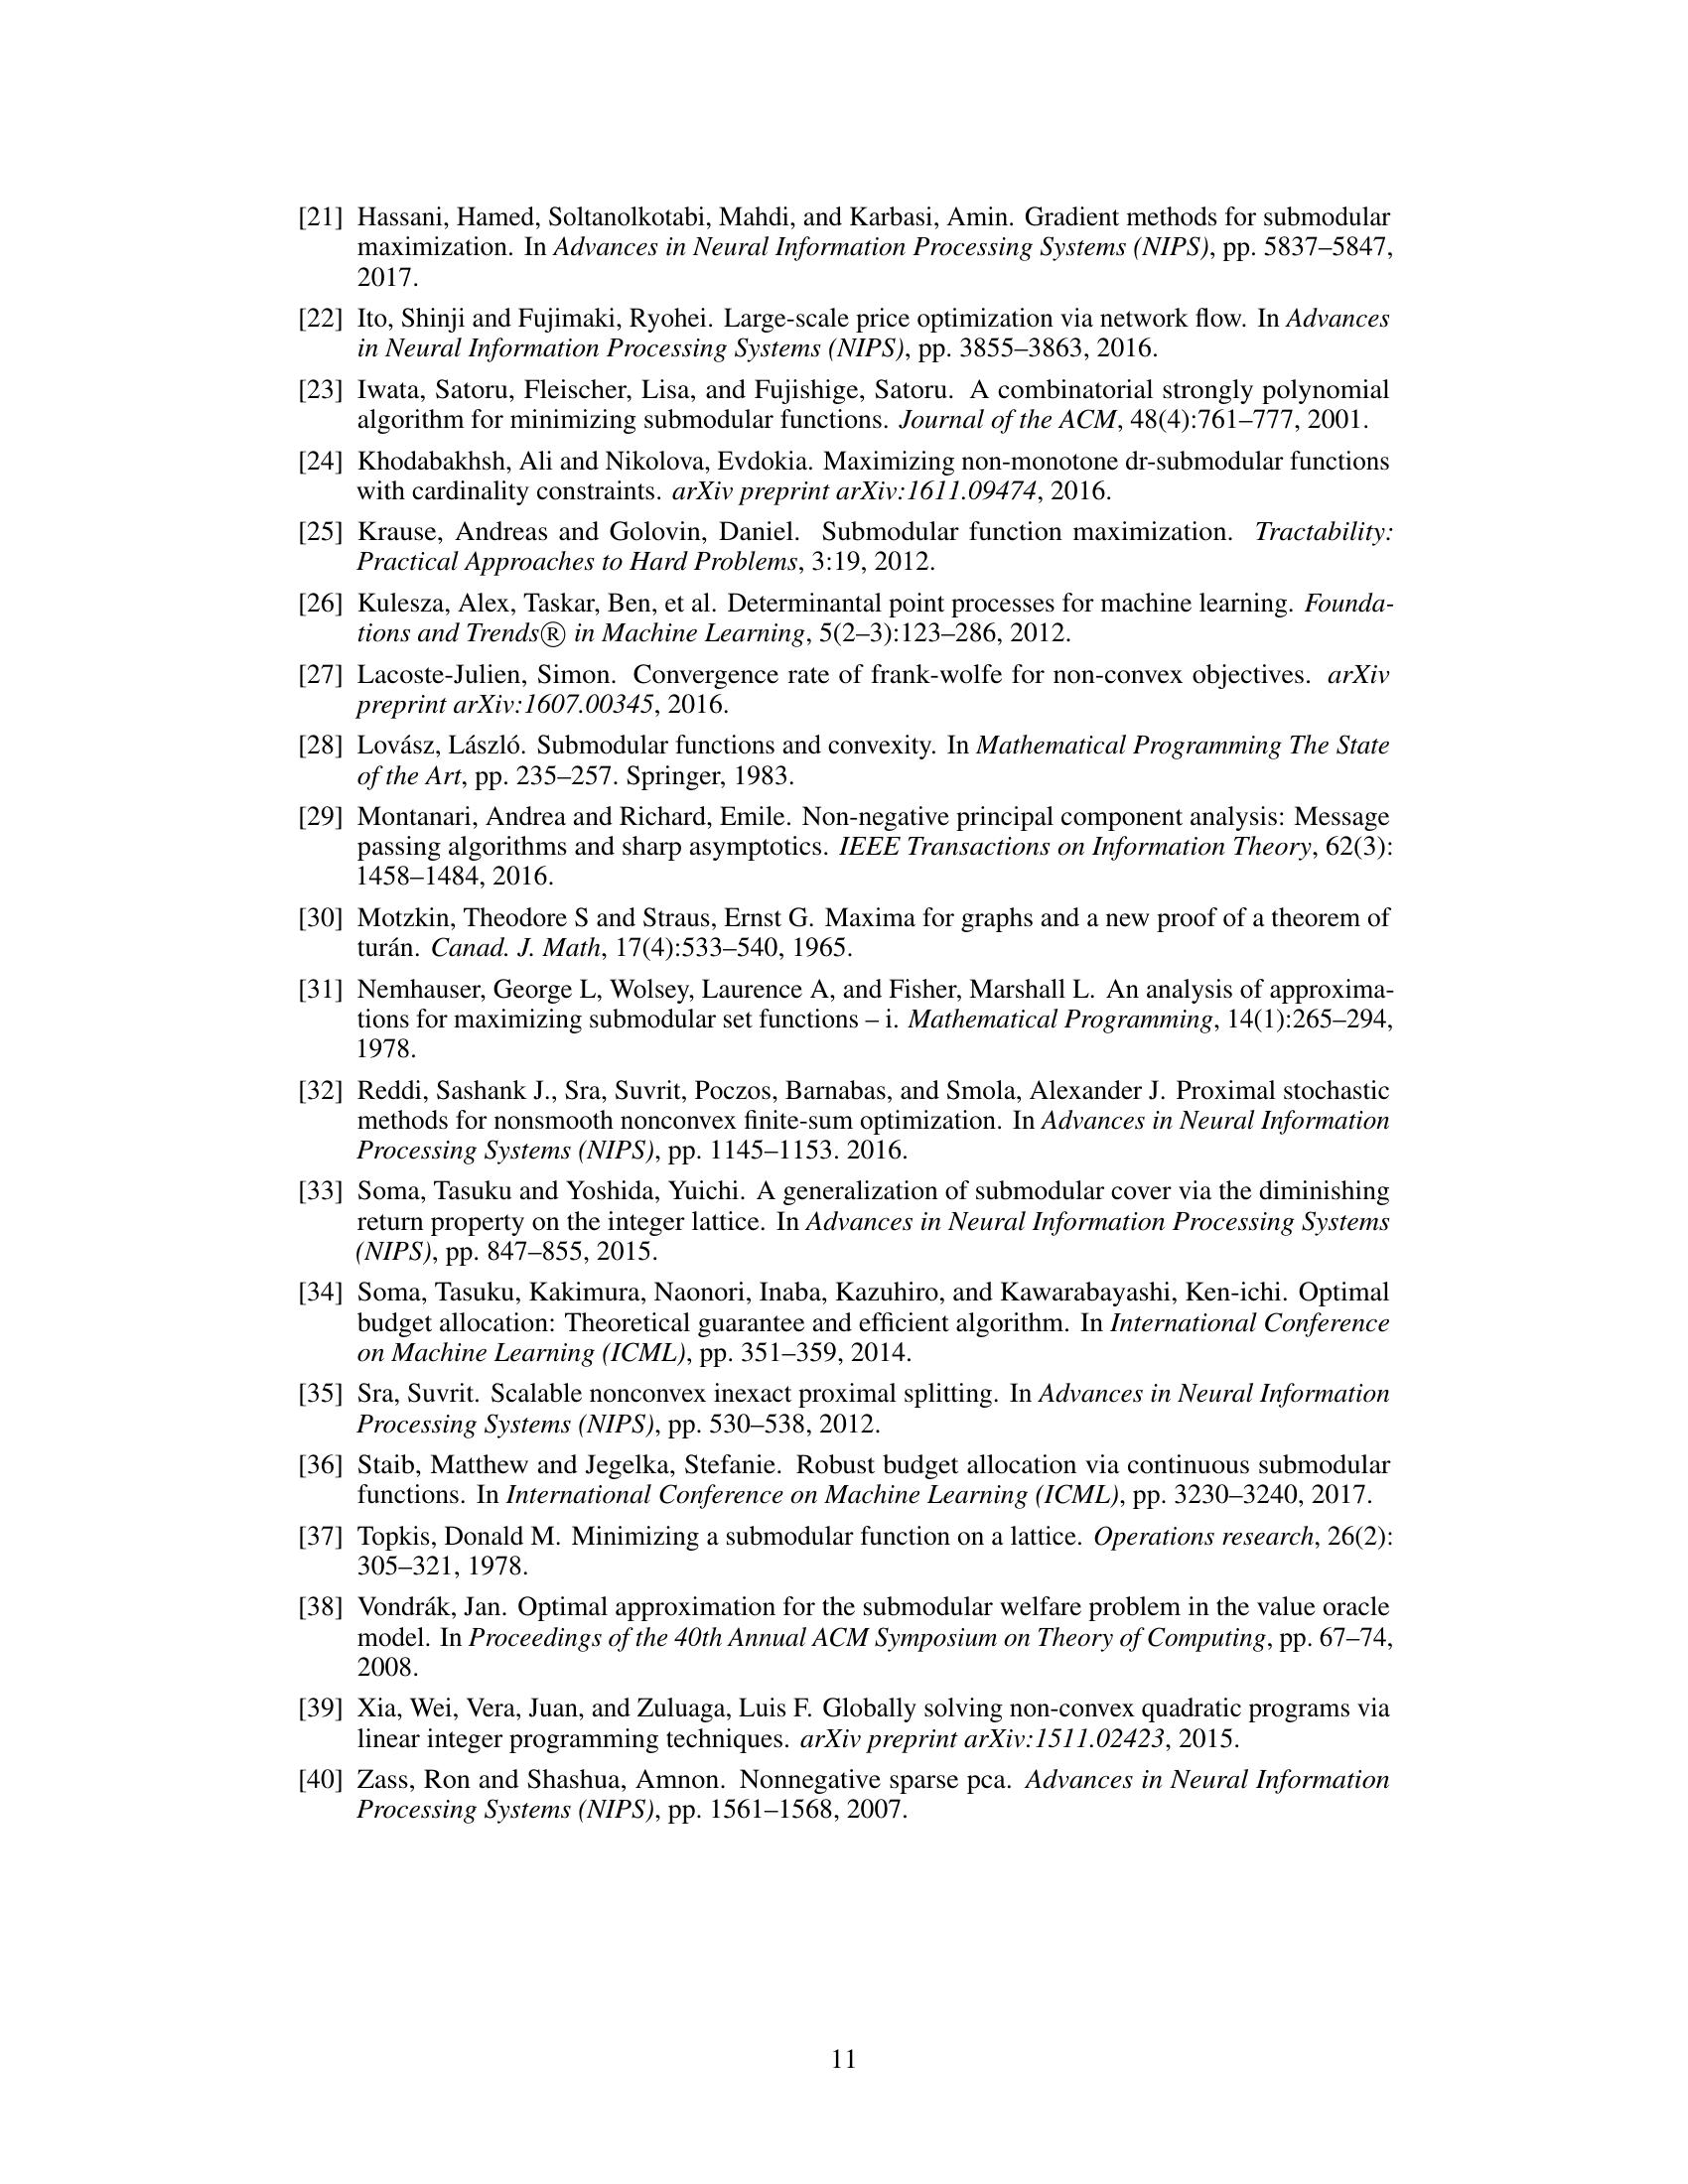 [21] Hassani, Hamed, Soltanolkotabi, Mahdi, and Karbasi, Amin. Gradient methods for submodular
maximization. In Advances in Neural Information Processing Systems (NIPS), pp. 5837–5847,
2017.
[22] Ito, Shinji and Fujimaki, Ryohei. Large-scale price optimization via network flow. In Advances
in Neural Information Processing Systems (NIPS), pp. 3855–3863, 2016.
[23] Iwata, Satoru, Fleischer, Lisa, and Fujishige, Satoru. A combinatorial strongly polynomial
algorithm for minimizing submodular functions. Journal of the ACM, 48(4):761–777, 2001.
[24] Khodabakhsh, Ali and Nikolova, Evdokia. Maximizing non-monotone dr-submodular functions
with cardinality constraints. arXiv preprint arXiv:1611.09474, 2016.
[25] Krause, Andreas and Golovin, Daniel. Submodular function maximization. Tractability:
Practical Approaches to Hard Problems, 3:19, 2012.
[26] Kulesza, Alex, Taskar, Ben, et al. Determinantal point processes for machine learning. Founda-
tions and Trends® in Machine Learning, 5(2–3):123–286, 2012.
[27] Lacoste-Julien, Simon. Convergence rate of frank-wolfe for non-convex objectives. arXiv
preprint arXiv:1607.00345, 2016.
[28] Lovász, László. Submodular functions and convexity. In Mathematical Programming The State
of the Art, pp. 235–257. Springer, 1983.
[29] Montanari, Andrea and Richard, Emile. Non-negative principal component analysis: Message
passing algorithms and sharp asymptotics. IEEE Transactions on Information Theory, 62(3):
1458–1484, 2016.
[30] Motzkin, Theodore S and Straus, Ernst G. Maxima for graphs and a new proof of a theorem of
turán. Canad. J. Math, 17(4):533–540, 1965.
[31] Nemhauser, George L, Wolsey, Laurence A, and Fisher, Marshall L. An analysis of approxima-
tions for maximizing submodular set functions – i. Mathematical Programming, 14(1):265–294,
1978.
[32] Reddi, Sashank J., Sra, Suvrit, Poczos, Barnabas, and Smola, Alexander J. Proximal stochastic
methods for nonsmooth nonconvex finite-sum optimization. In Advances in Neural Information
Processing Systems (NIPS), pp. 1145–1153. 2016.
[33] Soma, Tasuku and Yoshida, Yuichi. A generalization of submodular cover via the diminishing
return property on the integer lattice. In Advances in Neural Information Processing Systems
(NIPS), pp. 847–855, 2015.
[34] Soma, Tasuku, Kakimura, Naonori, Inaba, Kazuhiro, and Kawarabayashi, Ken-ichi. Optimal
budget allocation: Theoretical guarantee and efficient algorithm. In International Conference
on Machine Learning (ICML), pp. 351–359, 2014.
[35] Sra, Suvrit. Scalable nonconvex inexact proximal splitting. In Advances in Neural Information
Processing Systems (NIPS), pp. 530–538, 2012.
[36] Staib, Matthew and Jegelka, Stefanie. Robust budget allocation via continuous submodular
functions. In International Conference on Machine Learning (ICML), pp. 3230–3240, 2017.
[37] Topkis, Donald M. Minimizing a submodular function on a lattice. Operations research, 26(2):
305–321, 1978.
[38] Vondrák, Jan. Optimal approximation for the submodular welfare problem in the value oracle
model. In Proceedings of the 40th Annual ACM Symposium on Theory of Computing, pp. 67–74,
2008.
[39] Xia, Wei, Vera, Juan, and Zuluaga, Luis F. Globally solving non-convex quadratic programs via
linear integer programming techniques. arXiv preprint arXiv:1511.02423, 2015.
[40] Zass, Ron and Shashua, Amnon. Nonnegative sparse pca. Advances in Neural Information
Processing Systems (NIPS), pp. 1561–1568, 2007.
11